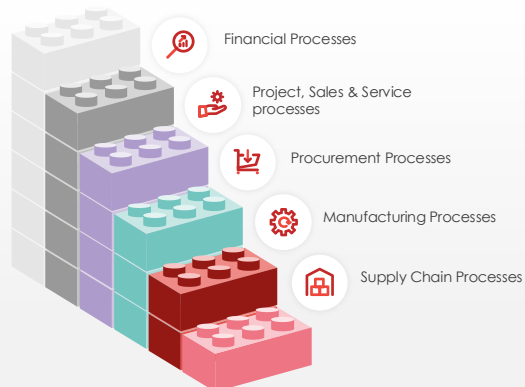 Financial Processes
Project, Sales & Service
processes
Procurement Processes
Manufacturing Processes
Supply Chain Processes